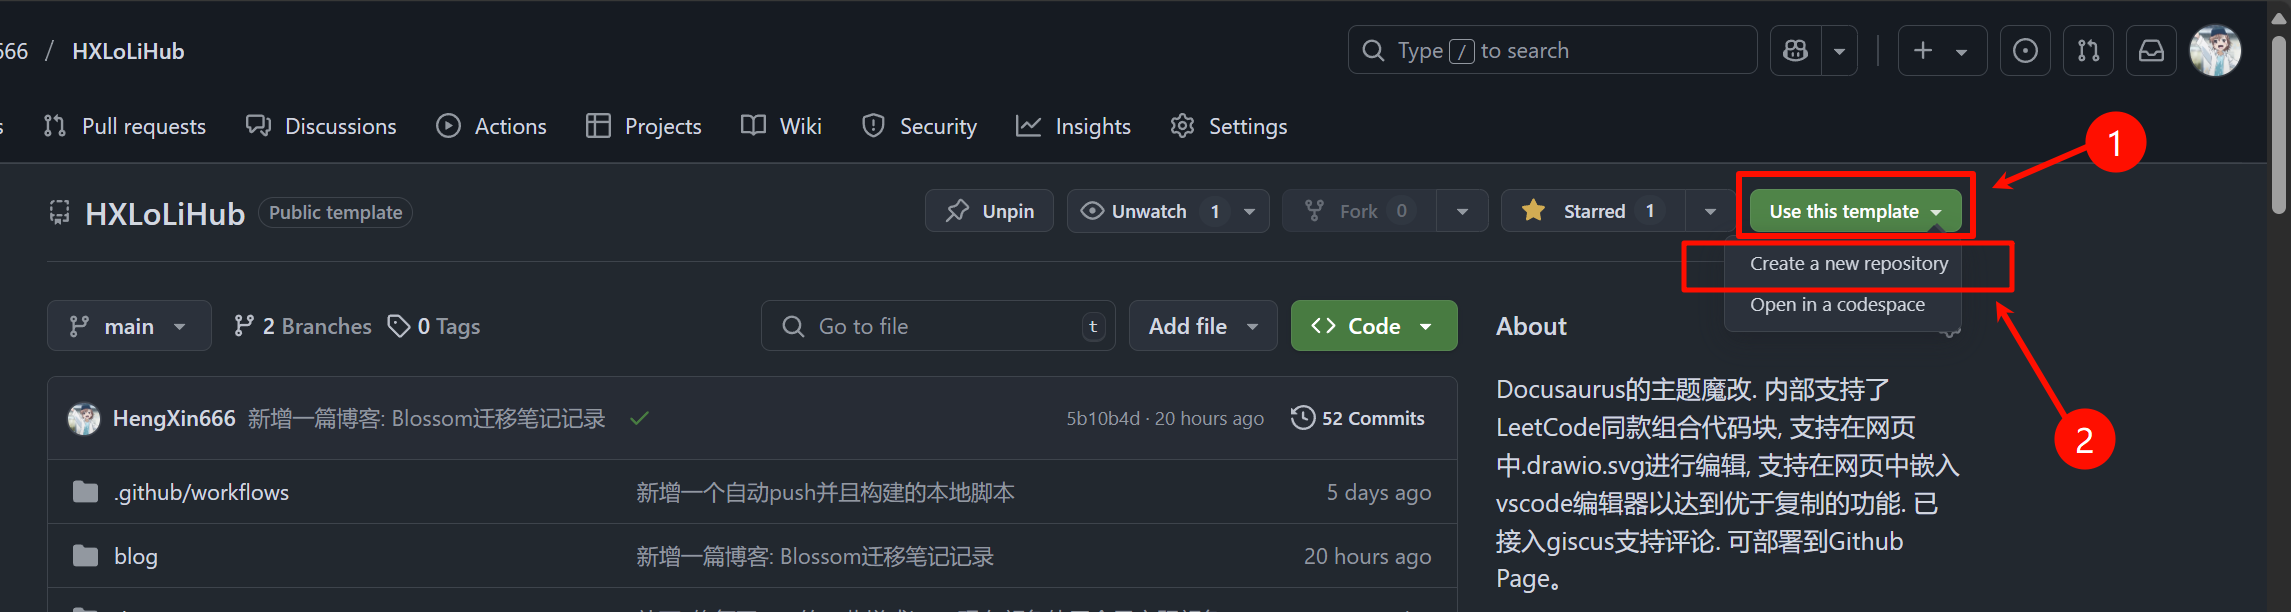 666 / HXLoLiHub
Type / to search
Pull requests Discussions Actions Projects Wiki Security Insights Settings
1
HXLoLiHub Public template
Unpin Unwatch 1 Fork 0 Starred 1 Use this template
Create a new repository
Open in a codespace
main 2 Branches 0 Tags
Go to file t Add file Code
About
2
HengXin666 新增一篇博客: Blossom迁移笔记记录 5b10b4d · 20 hours ago 52 Commits
.github/workflows 新增一个自动push并且构建的本地脚本 5 days ago
blog 新增一篇博客: Blossom迁移笔记记录 20 hours ago
Docusaurus的主题魔改. 内部支持了
LeetCode同款组合代码块, 支持在网页
中.drawio.svg进行编辑, 支持在网页中嵌入
vscode编辑器以达到优于复制的功能. 已
接入giscus支持评论. 可部署到Github
Page。